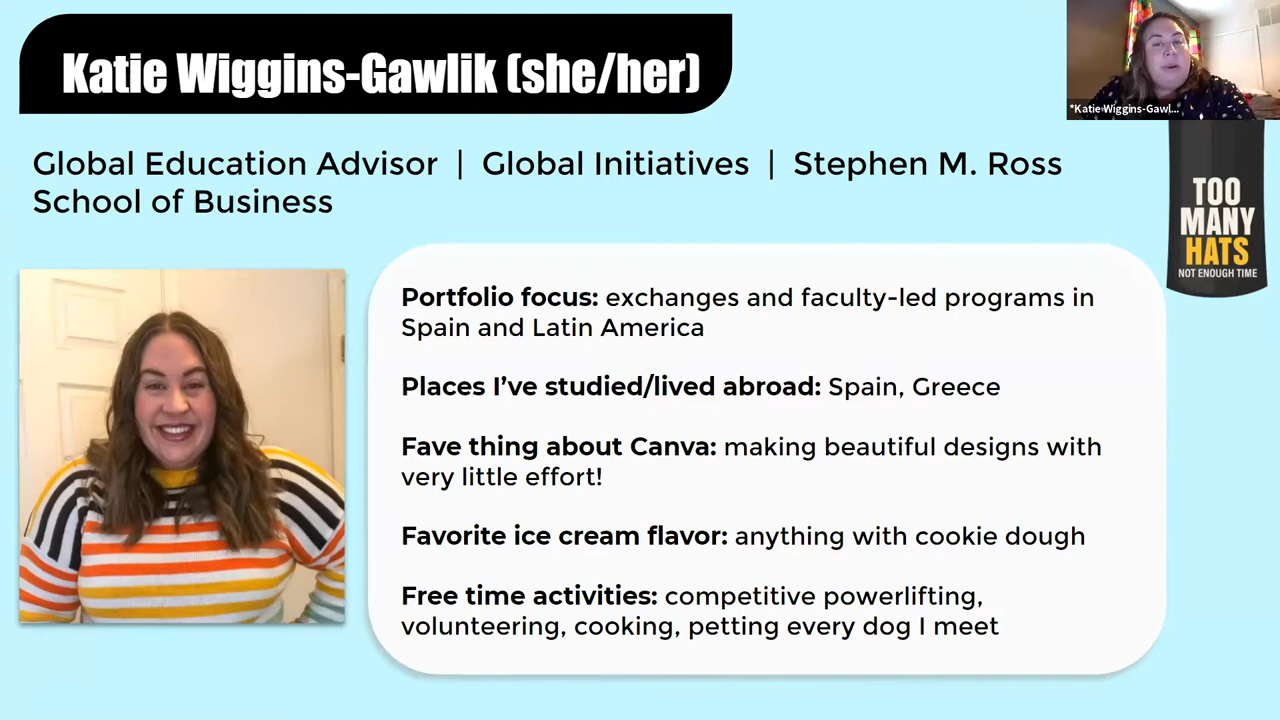 Katie Wiggins-Gawlik (she/her)
*Katie Wiggins-Gawl...
Global Education Advisor | Global Initiatives | Stephen M. Ross
School of Business
TOO
MANY
HATS
NOT ENOUGH TIME
Portfolio focus: exchanges and faculty-led programs in
Spain and Latin America
Places I’ve studied/lived abroad: Spain, Greece
Fave thing about Canva: making beautiful designs with
very little effort!
Favorite ice cream flavor: anything with cookie dough
Free time activities: competitive powerlifting,
volunteering, cooking, petting every dog I meet